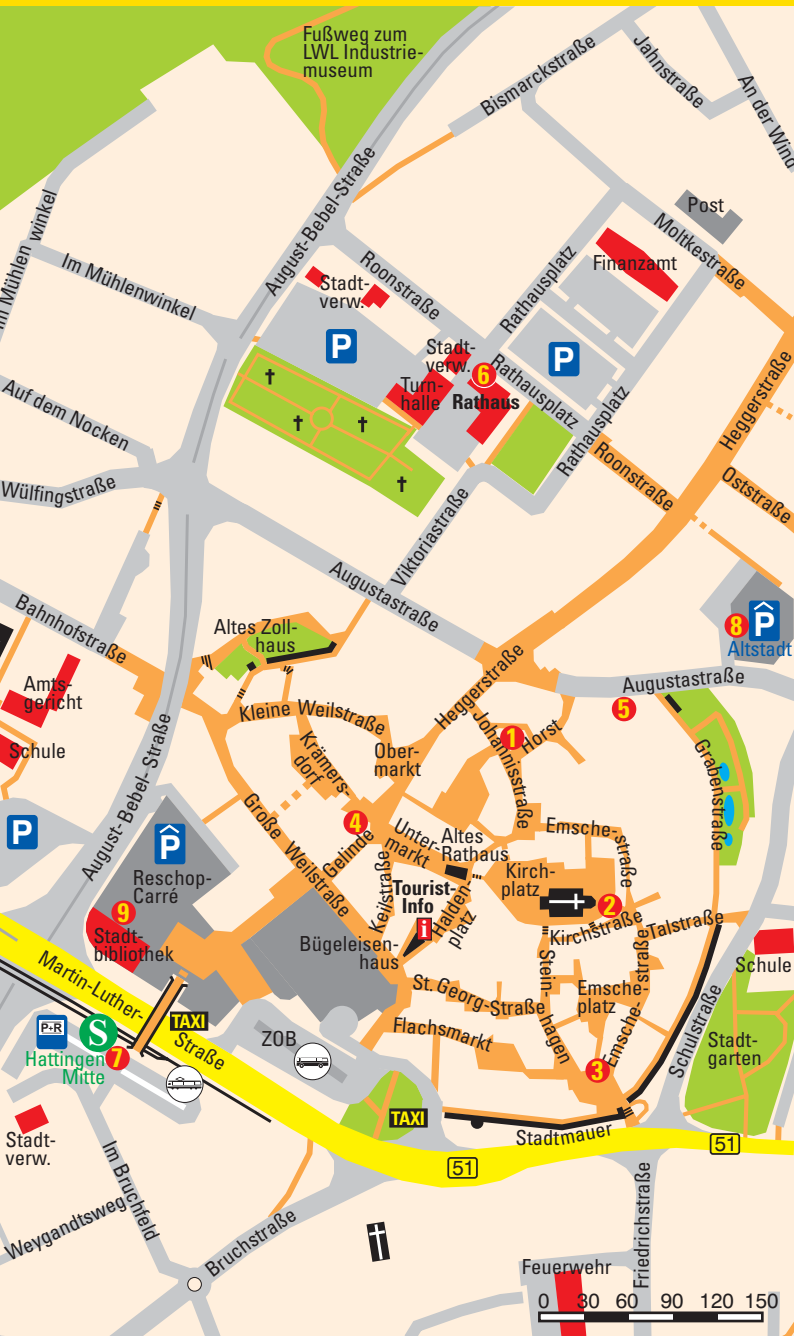 Fußweg zum
LWL Industrie-
museum
Bismarckstraße
Jahnstraße
An der Wind
Post
Moltkestraße
Im Mühlen winkel
Im Mühlenwinkel
August-Bebel-Straße
Roonstraße
Rathausplatz
Finanzamt
Stadt-
verw.
P
Stadt-
verw.
6
Rathausplatz
P
Turn-
halle
Rathaus
Rathausplatz
Heggerstraße
Auf dem Nocken
Wülfingstraße
Roonstraße
Oststraße
Viktoriastraße
Augustastraße
Bahnhofstraße
Altes Zoll-
haus
8
P
Altstadt
Amts-
gericht
Schule
Heggerstraße
Augustastraße
5
Kleine Weilstraße
Krämers-
dorf
Ober-
markt
Johannisstraße
1
Horst
Grabenstraße
August-Bebel-Straße
P
P
Reschop-
Carré
Große Weilstraße
4
Gelinde
Unter-
markt
Altes
Rathaus
Emsche-
straße
Kirch-
platz
Keilstraße
Tourist-
Info
i
Halden-
platz
2
Kirchstraße
Talstraße
9
Stadt-
bibliothek
Bügeleisen-
haus
Stein-
hagen
Emsche-
straße
Emsche-
platz
Schule
St.Georg-Straße
Flachsmarkt
Martin-Luther-
Straße
TAXI
ZOB
P+R
S
Hattingen
Mitte
7
3
Schulstraße
Stadt-
garten
TAXI
Stadtmauer
51
51
Stadt-
verw.
Im Bruchfeld
Weygandtsweg
Bruchstraße
Friedrichstraße
Feuerwehr
0 30 60 90 120 150